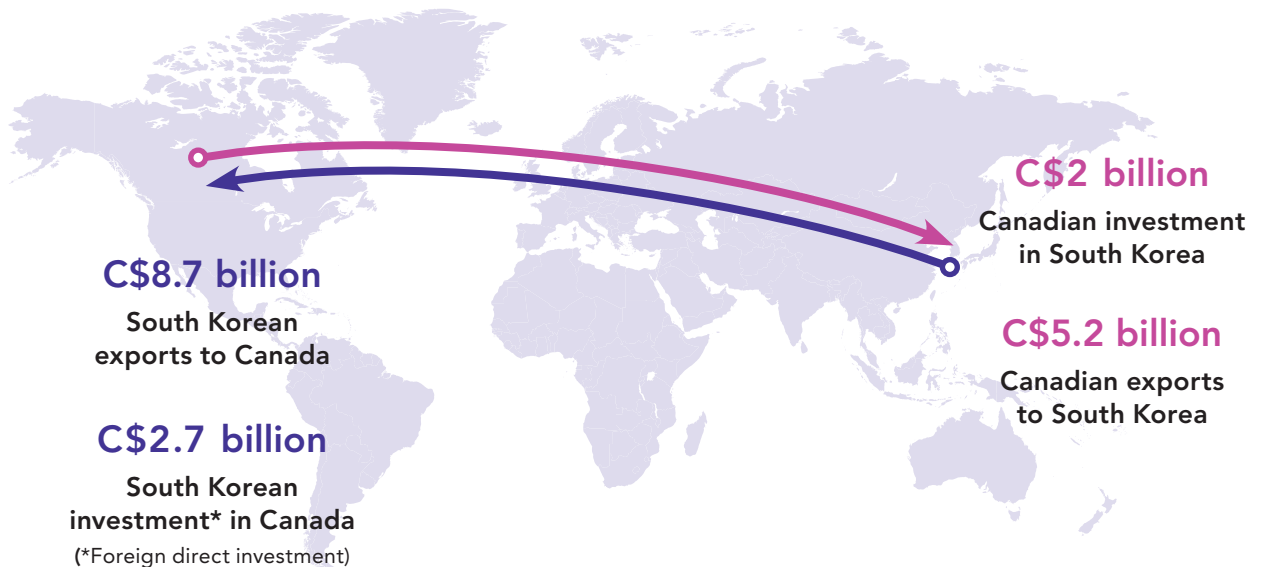 C$2 billion
Canadian investment
in South Korea
C$8.7 billion
South Korean
exports to Canada
C$5.2 billion
Canadian exports
to South Korea
C$2.7 billion
South Korean
investment* in Canada
(*Foreign direct investment)